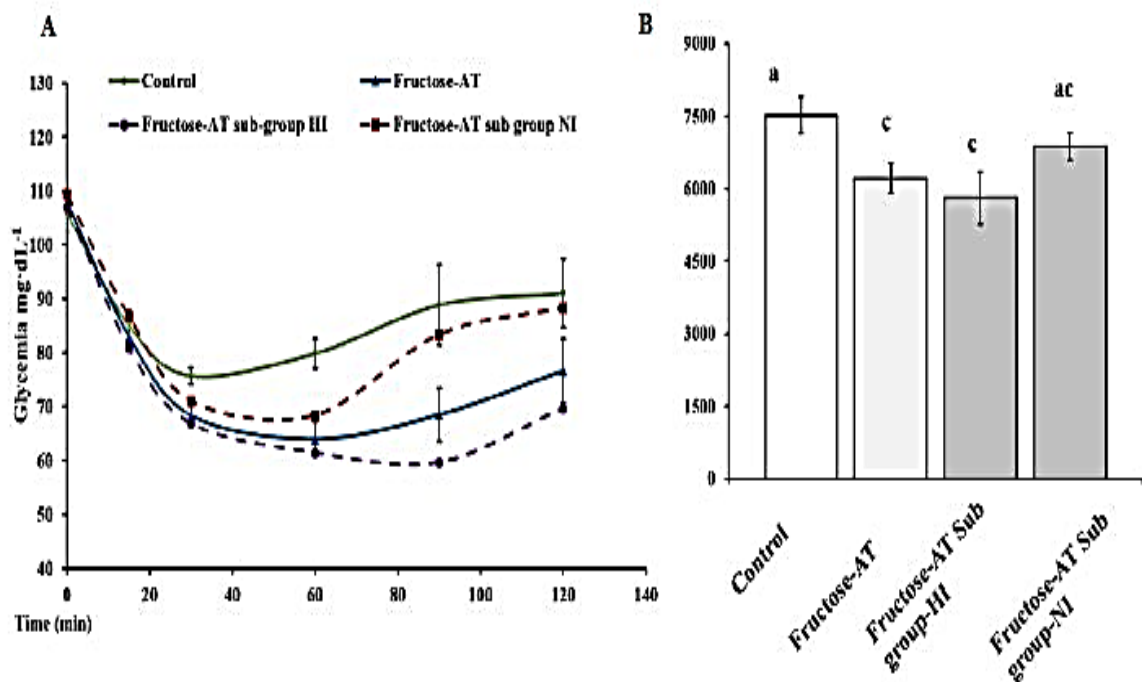 A
130
120
110
100
90
80
70
60
50
40
0
20
40
60
80
100
120
140
Glycemia mg·dL⁻¹
Time (min)
Control
Fructose-AT
Fructose-AT sub-group HI
Fructose-AT sub group NI
B
9000
7500
6000
4500
3000
1500
0
a
c
c
ac
Control
Fructose-AT
Fructose-AT Sub
group-HI
Fructose-AT Sub
group-NI